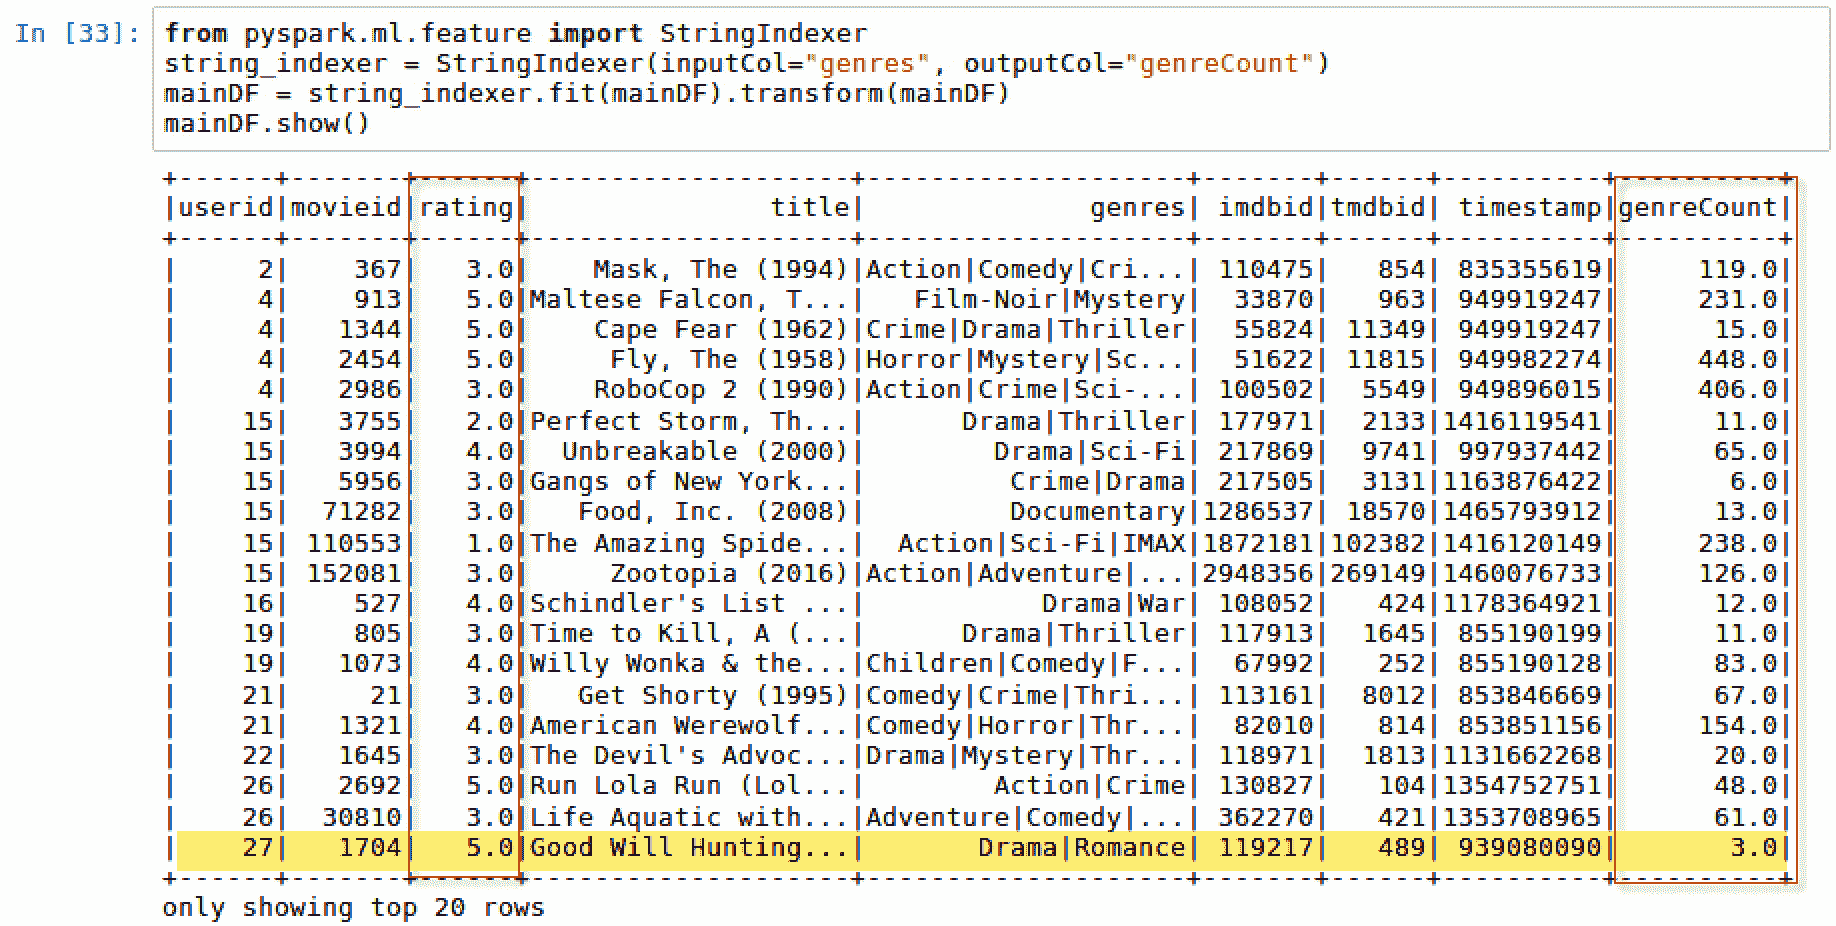 In [33]: from pyspark.ml.feature import StringIndexer
string_indexer = StringIndexer(inputCol="genres", outputCol="genreCount")
mainDF = string_indexer.fit(mainDF).transform(mainDF)
mainDF.show()
+------+-------+------+--------------------+--------------------+-------+------+----------+----------+
|userid|movieid|rating|               title|              genres| imdbid|tmdbid| timestamp|genreCount|
+------+-------+------+--------------------+--------------------+-------+------+----------+----------+
|     2|    367|   3.0|    Mask, The (1994)|Action|Comedy|Cri...| 110475|   854| 835355619|     119.0|
|     4|    913|   5.0|Maltese Falcon, T...|   Film-Noir|Mystery|  33870|   963| 949919247|     231.0|
|     4|   1344|   5.0|    Cape Fear (1962)|Crime|Drama|Thriller|  55824| 11349| 949919247|      15.0|
|     4|   2454|   5.0|     Fly, The (1958)|Horror|Mystery|Sc...|  51622| 11815| 949982274|     448.0|
|     4|   2986|   3.0|    RoboCop 2 (1990)|Action|Crime|Sci-...| 100502|  5549| 949896015|     406.0|
|    15|   3755|   2.0|Perfect Storm, Th...|      Drama|Thriller| 177971|  2133|1416119541|      11.0|
|    15|   3994|   4.0|  Unbreakable (2000)|        Drama|Sci-Fi| 217869|  9741| 997937442|      65.0|
|    15|   5956|   3.0|Gangs of New York...|         Crime|Drama| 217505|  3131|1163876422|       6.0|
|    15|  71282|   3.0|   Food, Inc. (2008)|         Documentary|1286537| 18570|1465793912|      13.0|
|    15| 110553|   1.0|The Amazing Spide...|  Action|Sci-Fi|IMAX|1872181|102382|1416120149|     238.0|
|    15| 152081|   3.0|     Zootopia (2016)|Action|Adventure|...|2948356|269149|1460076733|     126.0|
|    16|    527|   4.0|Schindler's List ...|           Drama|War| 108052|   424|1178364921|      12.0|
|    19|    805|   3.0|Time to Kill, A (...|      Drama|Thriller| 117913|  1645| 855190199|      11.0|
|    19|   1073|   4.0|Willy Wonka & the...|Children|Comedy|F...|  67992|   252| 855190128|      83.0|
|    21|     21|   3.0|   Get Shorty (1995)|Comedy|Crime|Thri...| 113161|  8012| 853846669|      67.0|
|    21|   1321|   4.0|American Werewolf...|Comedy|Horror|Thr...|  82010|   814| 853851156|     154.0|
|    22|   1645|   3.0|The Devil's Advoc...|Drama|Mystery|Thr...| 118971|  1813|1131662268|      20.0|
|    26|   2692|   5.0|Run Lola Run (Lol...|        Action|Crime| 130827|   104|1354752751|      48.0|
|    26|  30810|   3.0|Life Aquatic with...|Adventure|Comedy|...| 362270|   421|1353708965|      61.0|
|    27|   1704|   5.0|Good Will Hunting...|       Drama|Romance| 119217|   489| 939080090|       3.0|
+------+-------+------+--------------------+--------------------+-------+------+----------+----------+
only showing top 20 rows